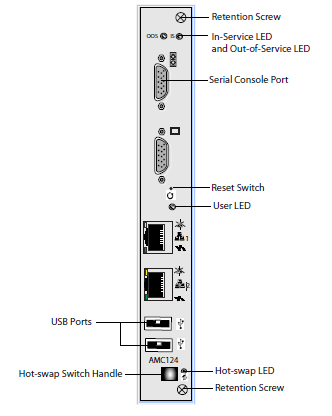 Retention Screw
OOS IS
In-Service LED
and Out-of-Service LED
Serial Console Port
Reset Switch
User LED
1
2
USB Ports
AMC124
Hot-swap LED
Hot-swap Switch Handle
Retention Screw